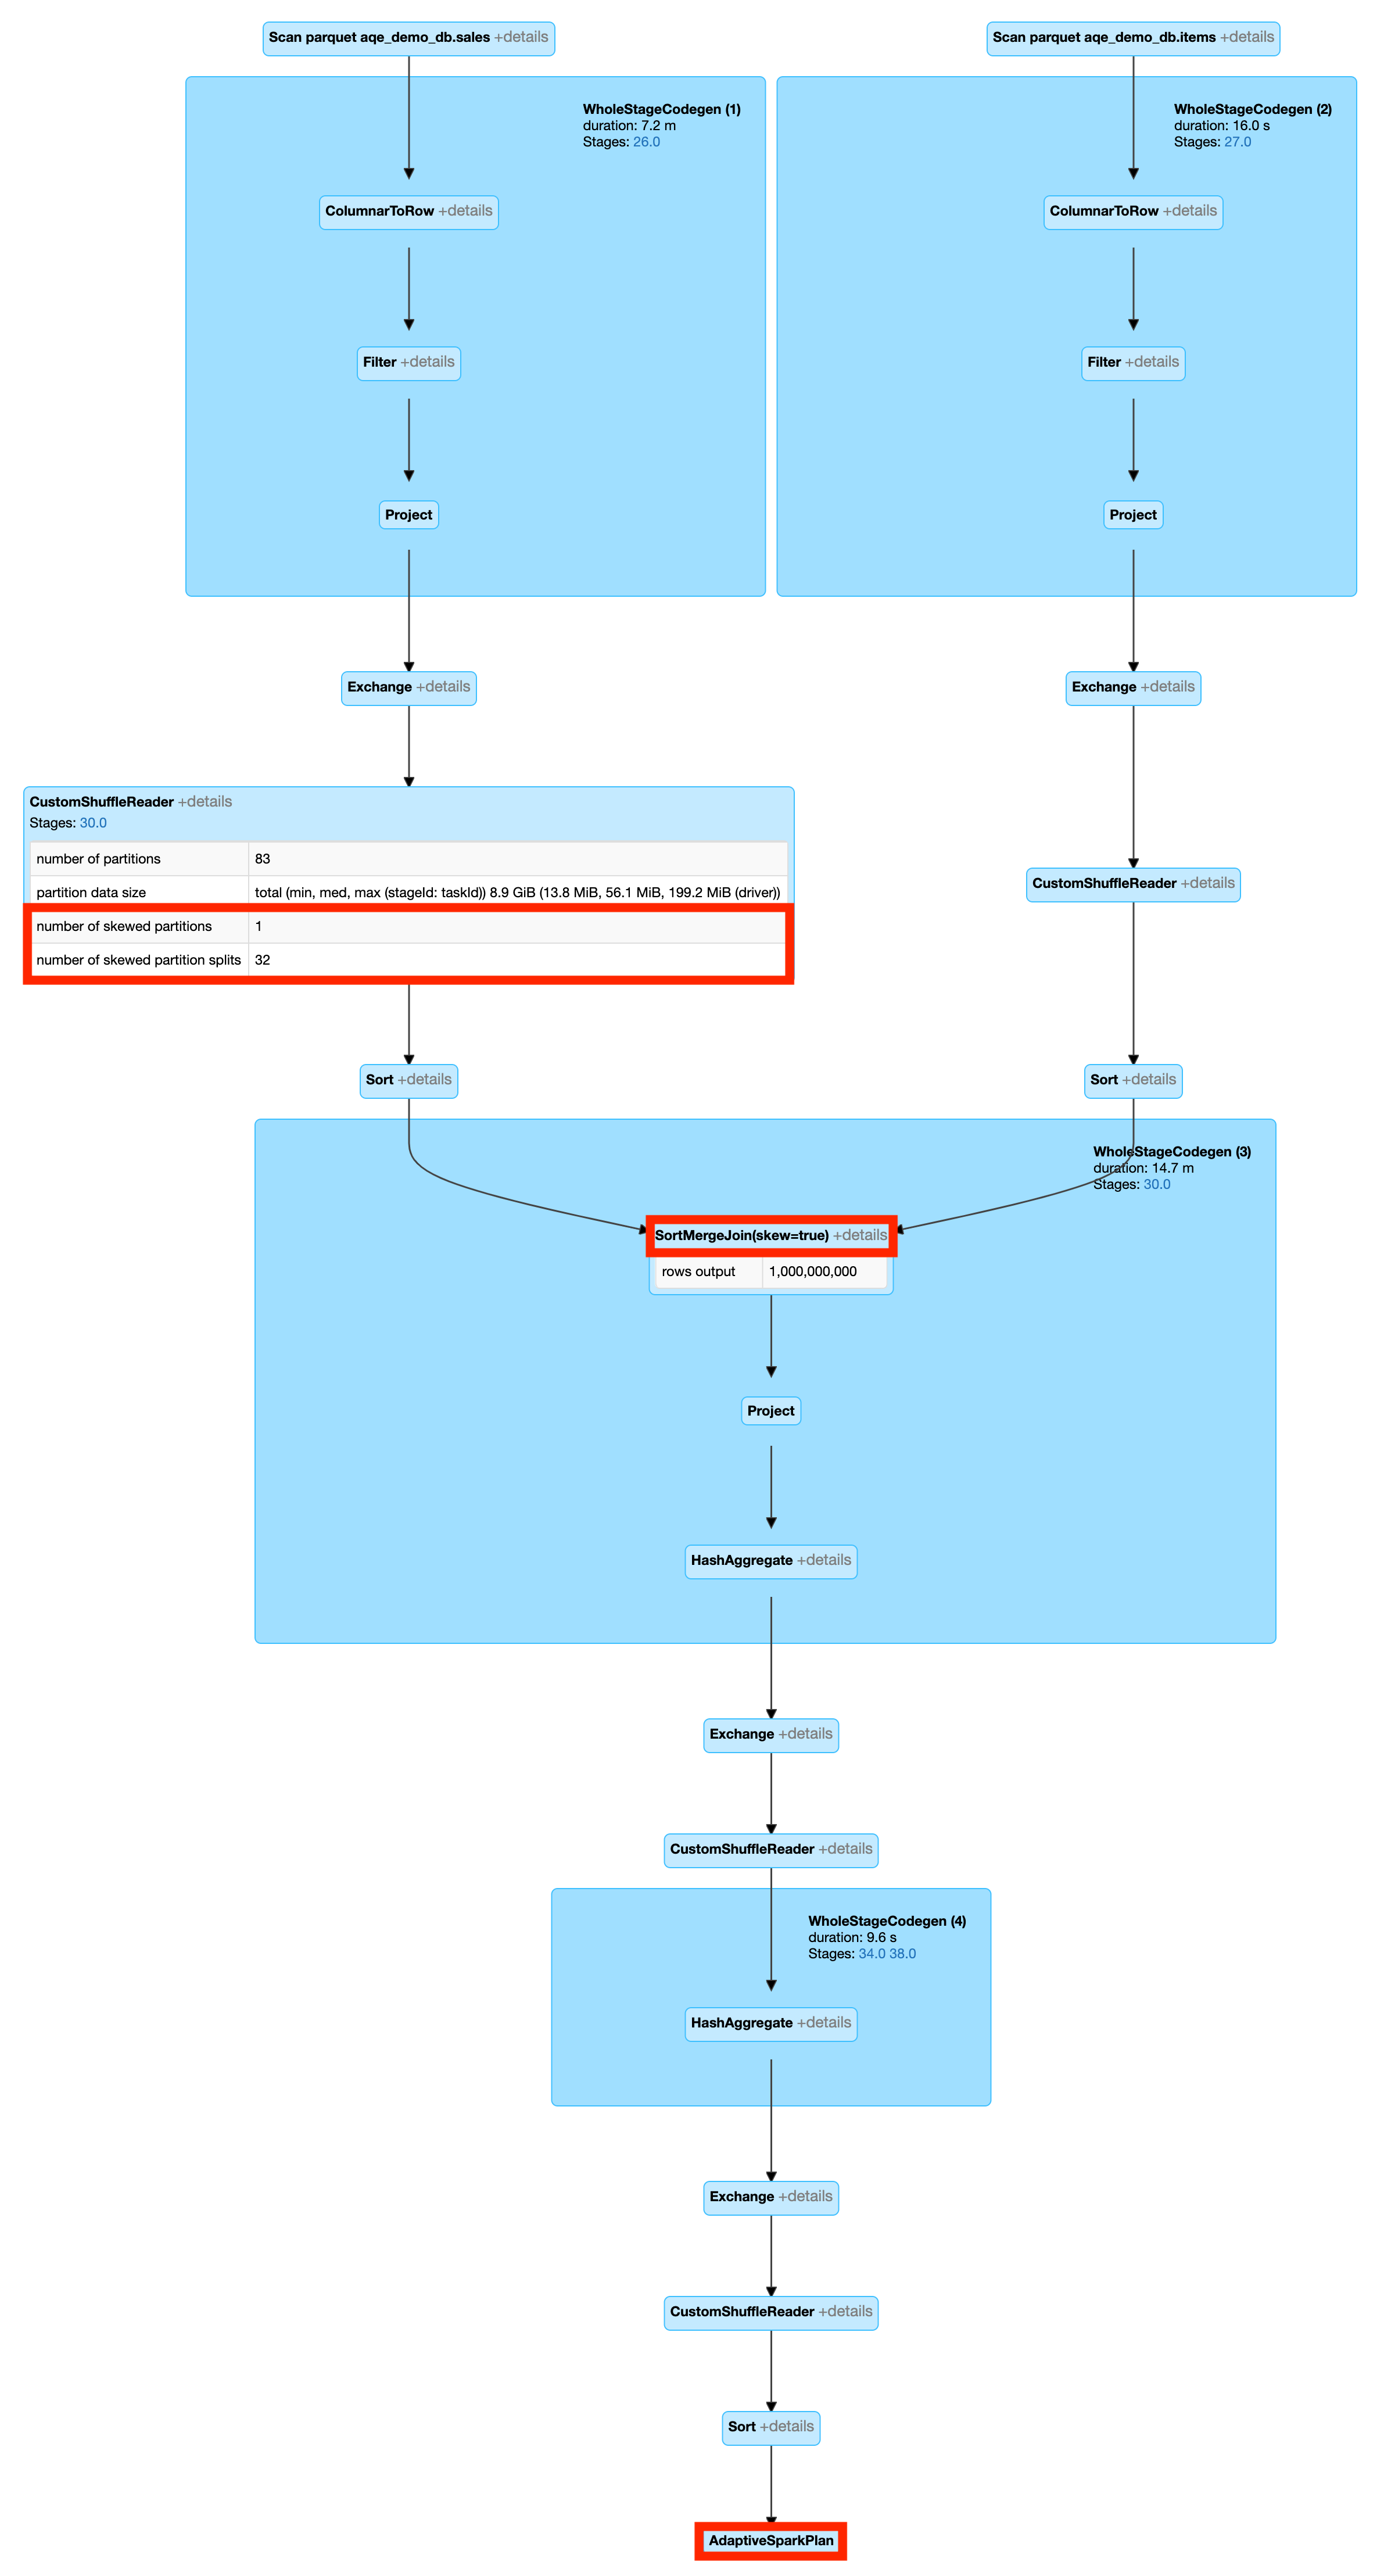 Scan parquet aqe_demo_db.sales +details
Scan parquet aqe_demo_db.items +details
WholeStageCodegen (1)
duration: 7.2 m
Stages: 26.0
WholeStageCodegen (2)
duration: 16.0 s
Stages: 27.0
ColumnarToRow +details
ColumnarToRow +details
Filter +details
Filter +details
Project
Project
Exchange +details
Exchange +details
CustomShuffleReader +details
Stages: 30.0
number of partitions 83
partition data size total (min, med, max (stageId: taskId)) 8.9 GiB (13.8 MiB, 56.1 MiB, 199.2 MiB (driver))
number of skewed partitions 1
number of skewed partition splits 32
CustomShuffleReader +details
Sort +details
Sort +details
WholeStageCodegen (3)
duration: 14.7 m
Stages: 30.0
SortMergeJoin(skew=true) +details
rows output 1,000,000,000
Project
HashAggregate +details
Exchange +details
CustomShuffleReader +details
WholeStageCodegen (4)
duration: 9.6 s
Stages: 34.0 38.0
HashAggregate +details
Exchange +details
CustomShuffleReader +details
Sort +details
AdaptiveSparkPlan